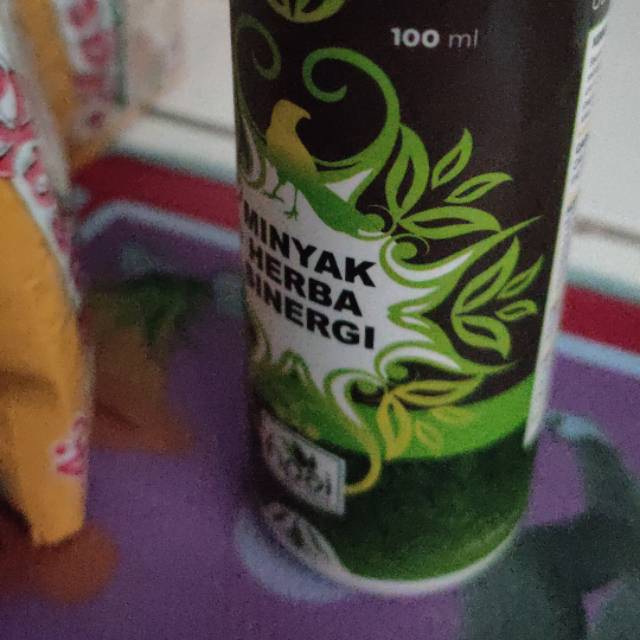 100 ml
MINYAK
HERBA
SINERGI